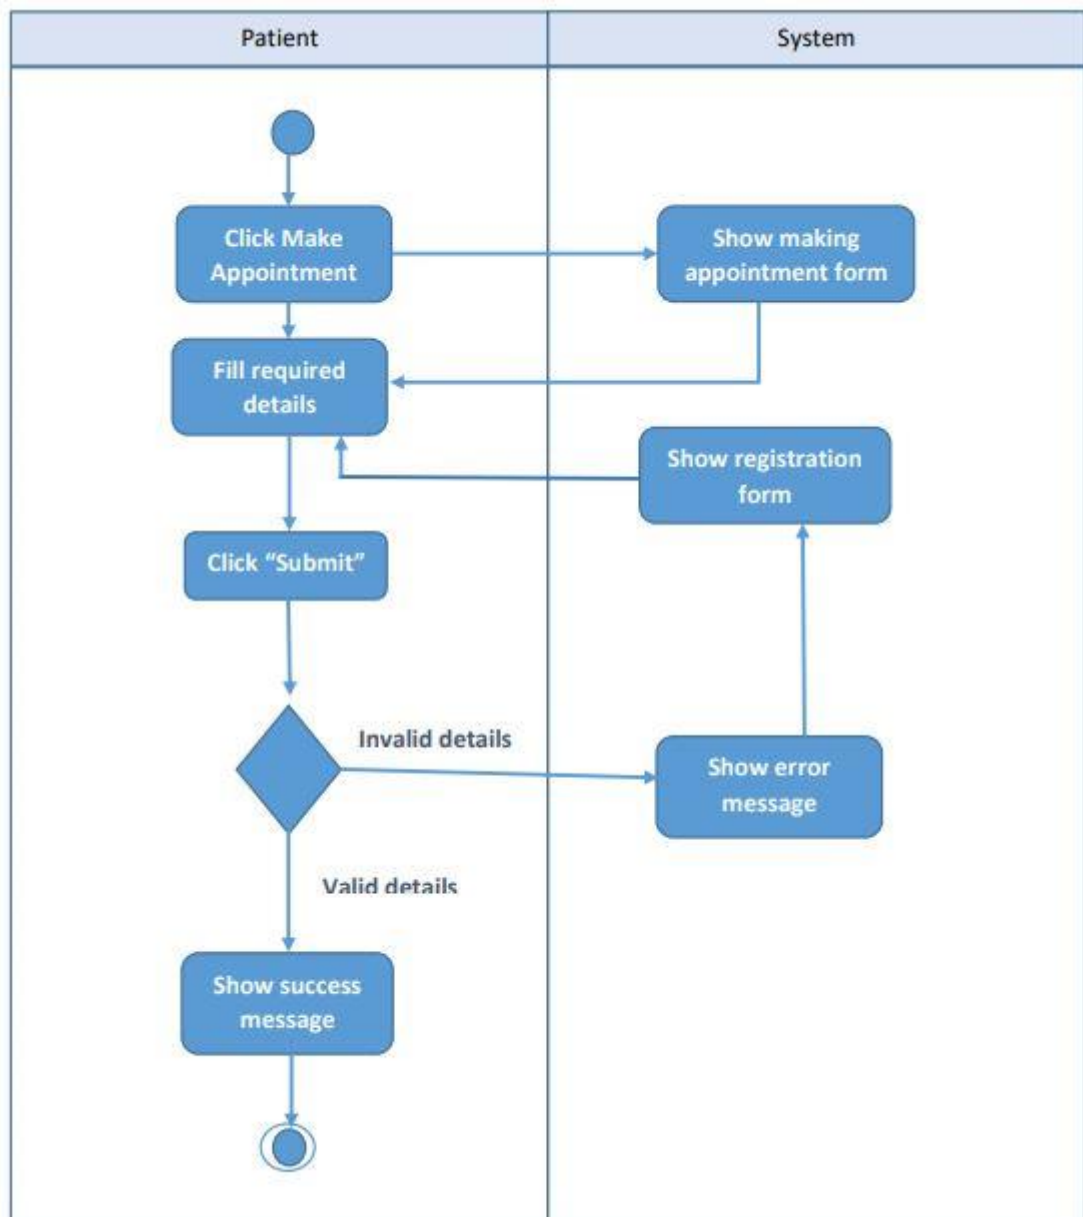 Patient
System
Click Make
Appointment
Show making
appointment form
Fill required
details
Show registration
form
Click “Submit”
Invalid details
Show error
message
Valid details
Show success
message